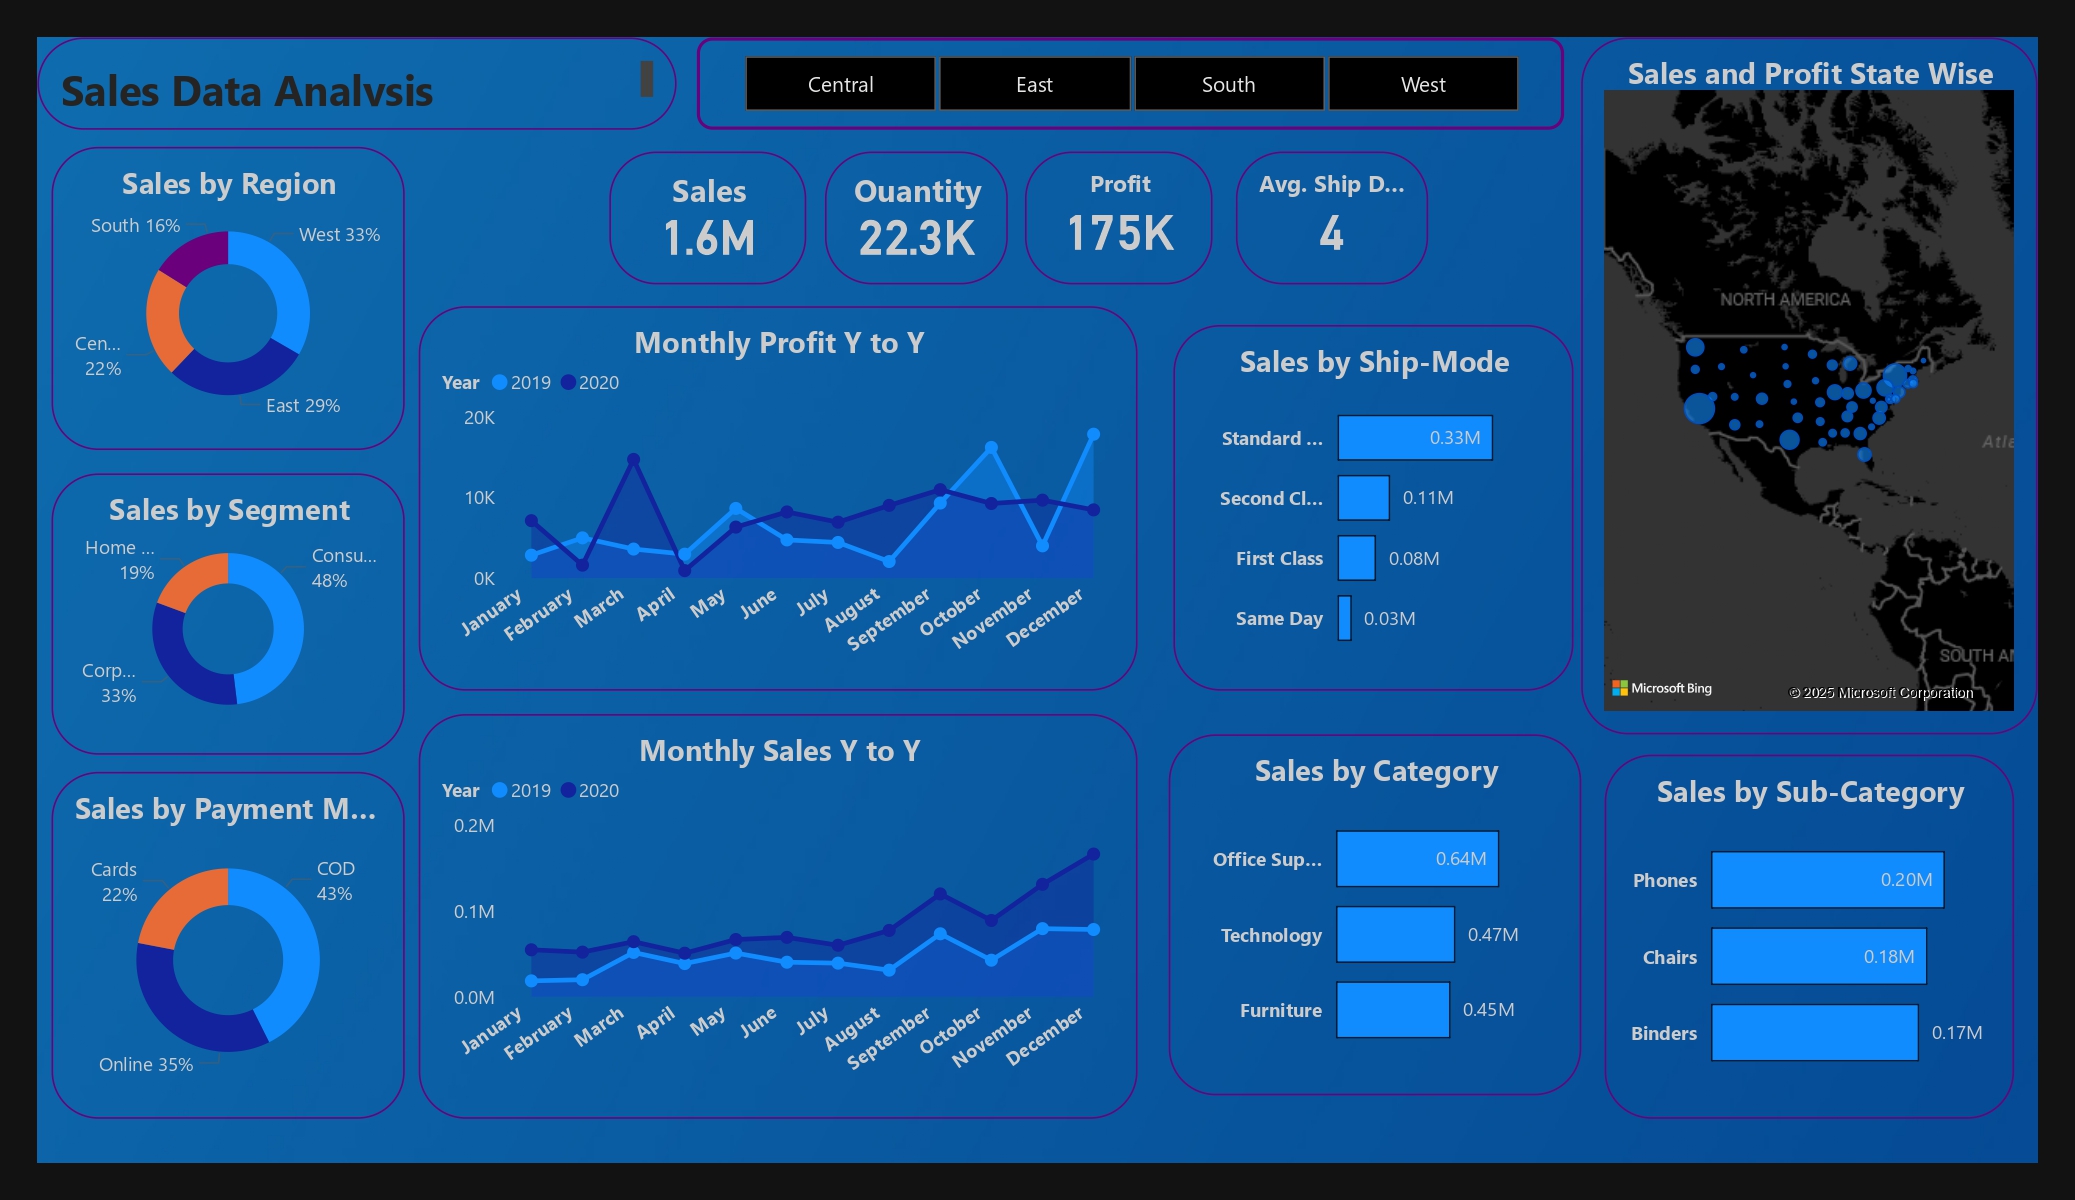 Sales Data Analysis
Central
East
South
West
Sales and Profit State Wise
NORTH AMERICA
Atla
SOUTH AM
Microsoft Bing
© 2025 Microsoft Corporation
Sales by Region
South 16%
West 33%
Cen...
22%
East 29%
Sales
1.6M
Quantity
22.3K
Profit
175K
Avg. Ship D...
4
Monthly Profit Y to Y
Year 2019 2020
20K
10K
0K
January
February
March
April
May
June
July
August
September
October
November
December
Sales by Ship-Mode
Standard ... 0.33M
Second Cl... 0.11M
First Class 0.08M
Same Day 0.03M
Sales by Segment
Home ...
19%
Consu...
48%
Corp...
33%
Sales by Payment M...
Cards
22%
COD
43%
Online 35%
Monthly Sales Y to Y
Year 2019 2020
0.2M
0.1M
0.0M
January
February
March
April
May
June
July
August
September
October
November
December
Sales by Category
Office Sup... 0.64M
Technology 0.47M
Furniture 0.45M
Sales by Sub-Category
Phones 0.20M
Chairs 0.18M
Binders 0.17M